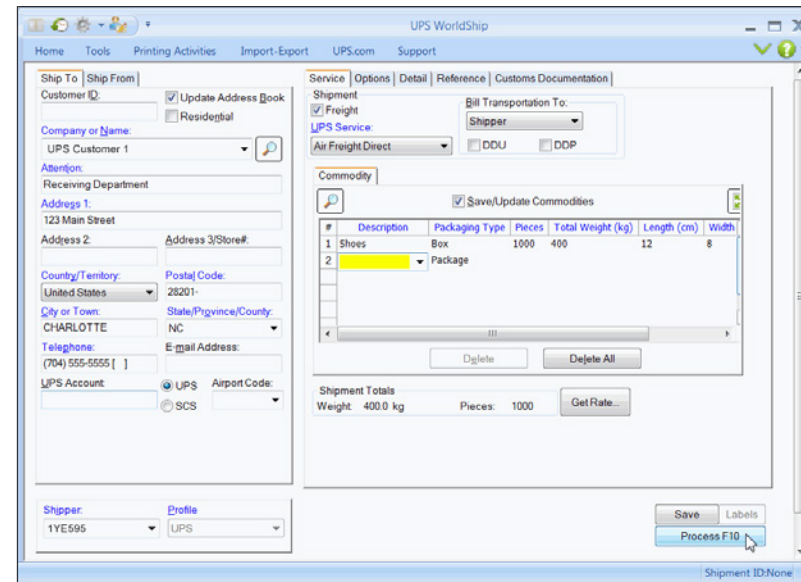 UPS WorldShip
Home Tools Printing Activities Import-Export UPS.com Support
Ship To Ship From
Customer ID:
Update Address Book
Residential
Company or Name:
UPS Customer 1
Attention:
Receiving Department
Address 1:
123 Main Street
Address 2: Address 3/Store#:
Country/Territory: Postal Code:
United States 28201-
City or Town: State/Province/County:
CHARLOTTE NC
Telephone: E-mail Address:
(704) 555-5555 [ ]
UPS Account: UPS Airport Code:
SCS
Shipper: Profile
1YE595 UPS
Service Options Detail Reference Customs Documentation
Shipment
Freight
UPS Service:
Air Freight Direct
Bill Transportation To:
Shipper
DDU DDP
Commodity
Save/Update Commodities
# Description Packaging Type Pieces Total Weight (kg) Length (cm) Width
1 Shoes Box 1000 400 12 8
2 Package
Delete Delete All
Shipment Totals
Weight: 400.0 kg Pieces: 1000 Get Rate...
Save Labels
Process F10
Shipment ID:None